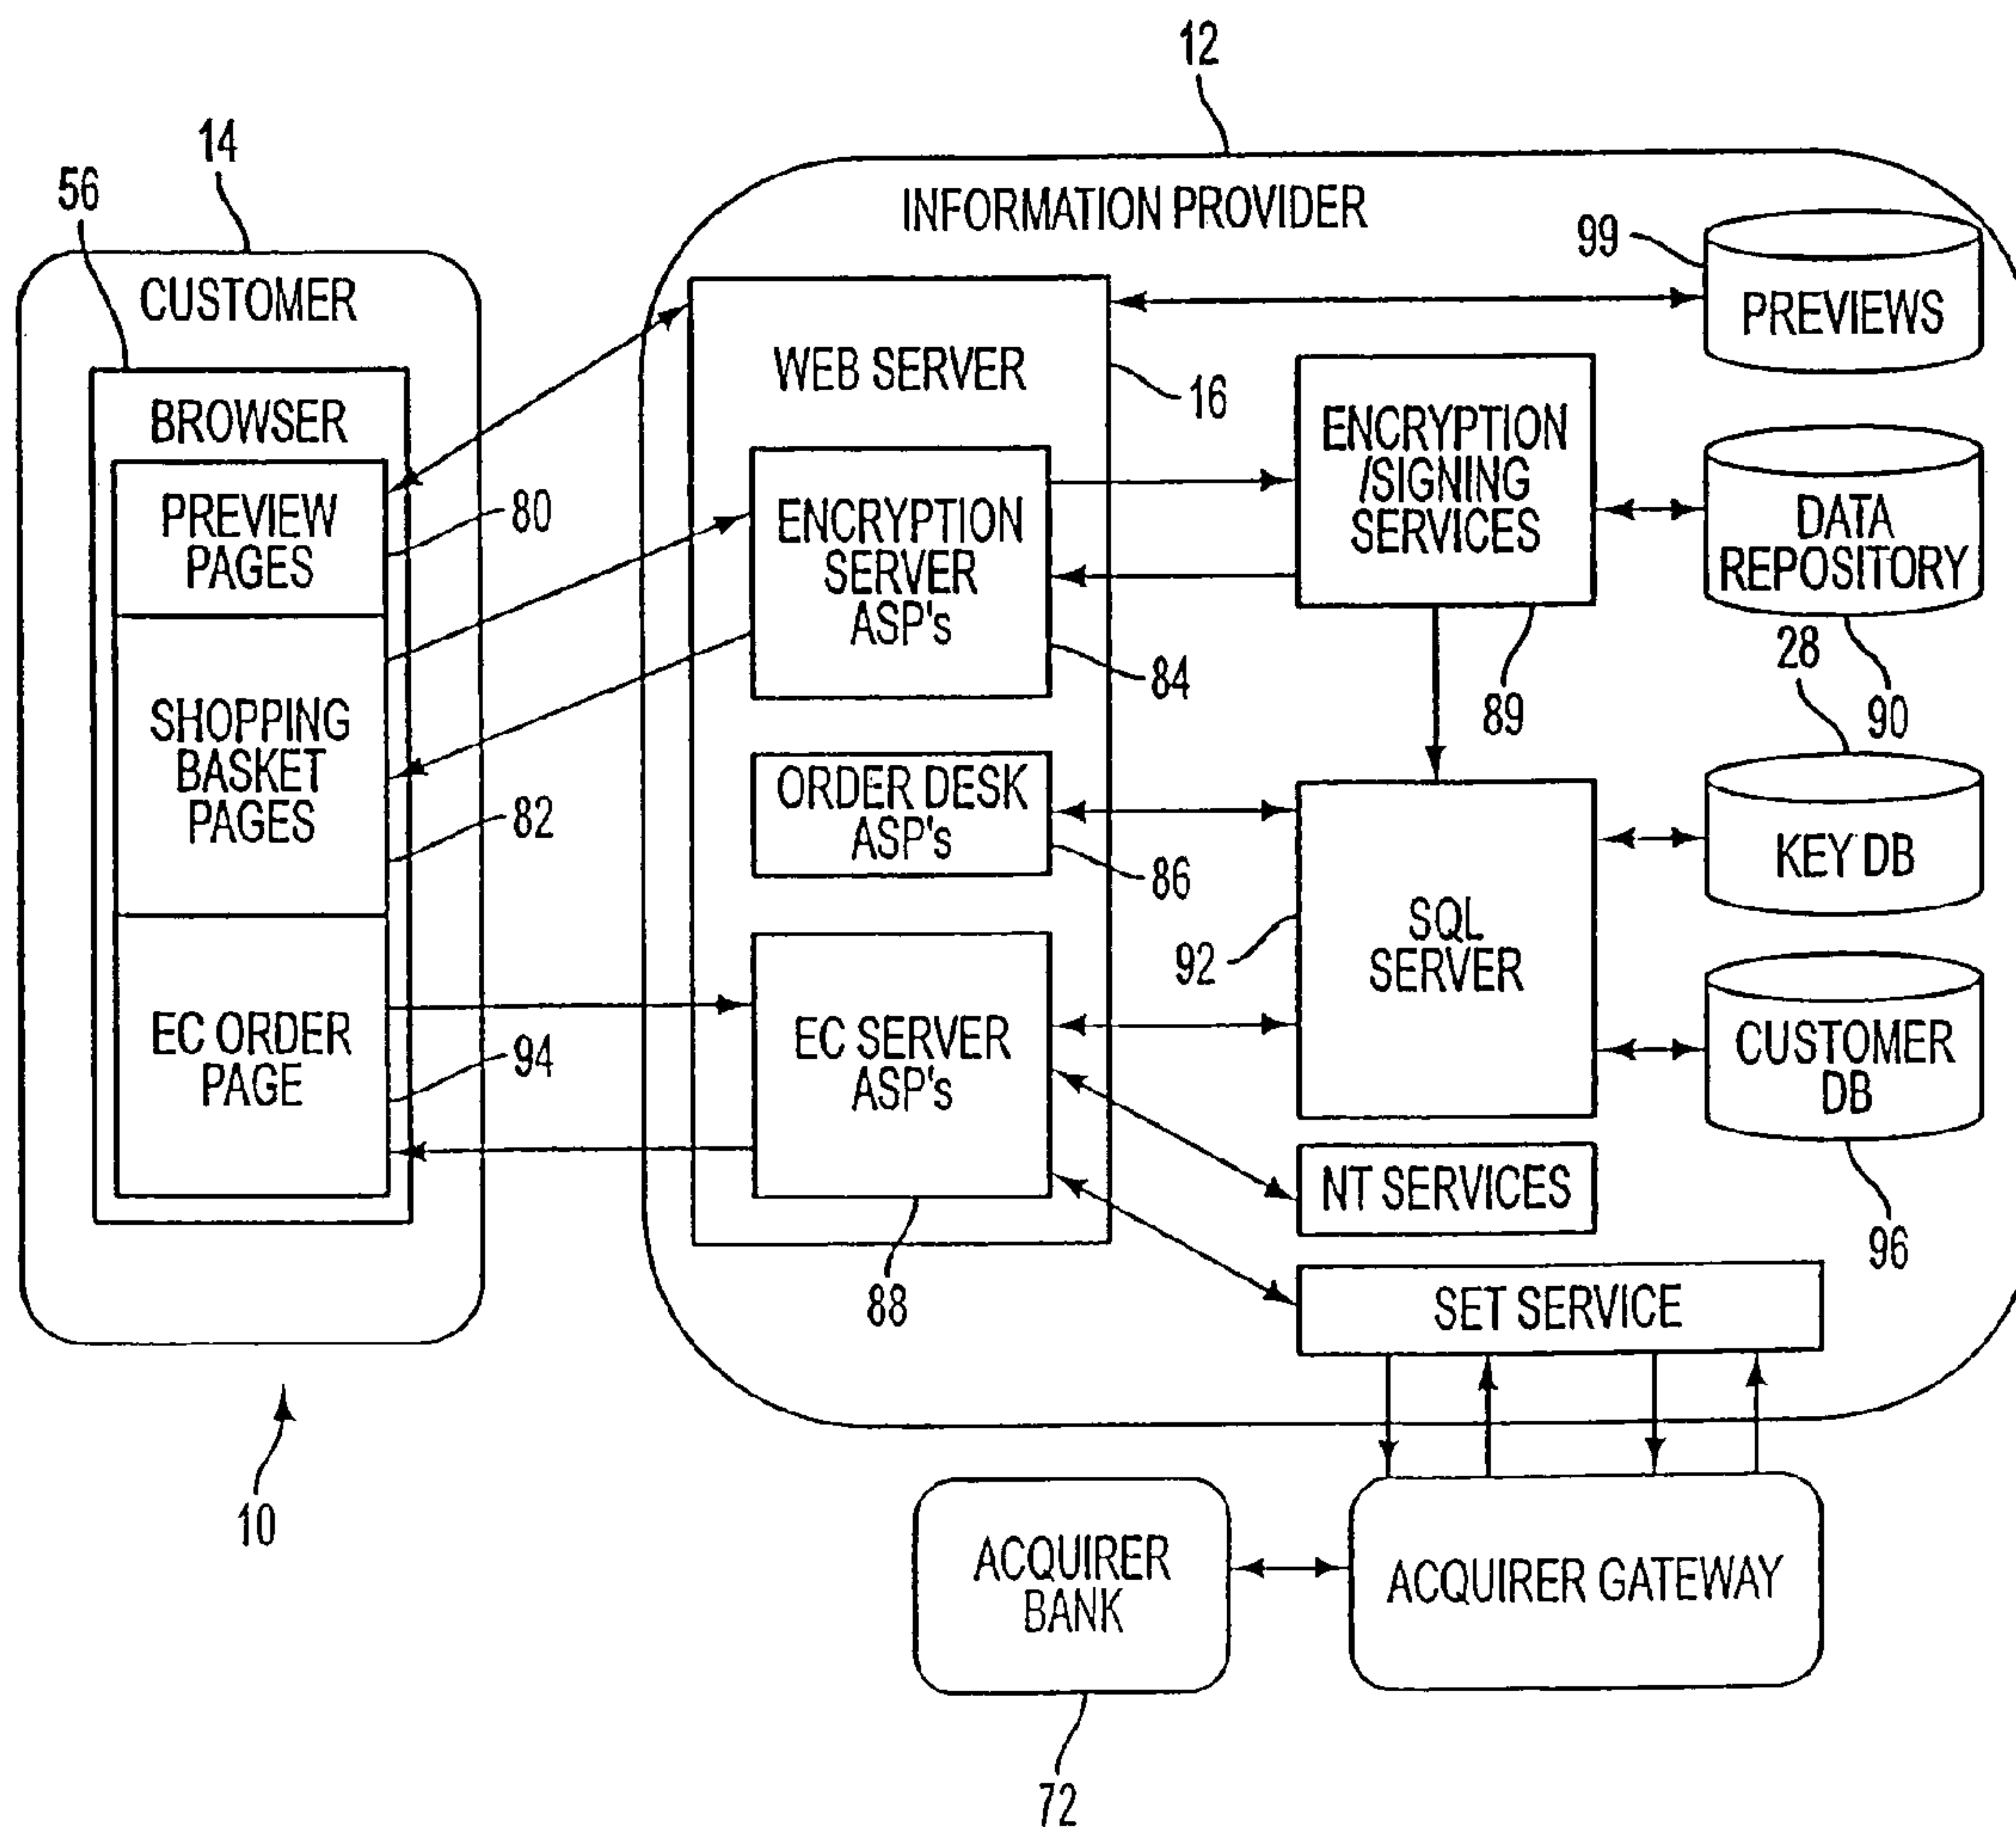 12
14
56
INFORMATION PROVIDER
99
CUSTOMER
PREVIEWS
WEB SERVER
16
BROWSER
ENCRYPTION
/SIGNING
SERVICES
PREVIEW
PAGES
80
ENCRYPTION
SERVER
ASP's
DATA
REPOSITORY
84
89
28
90
SHOPPING
BASKET
PAGES
82
ORDER DESK
ASP's
86
KEY DB
SQL
SERVER
92
EC ORDER
PAGE
94
EC SERVER
ASP's
CUSTOMER
DB
NT SERVICES
96
88
SET SERVICE
10
ACQUIRER
BANK
ACQUIRER GATEWAY
72